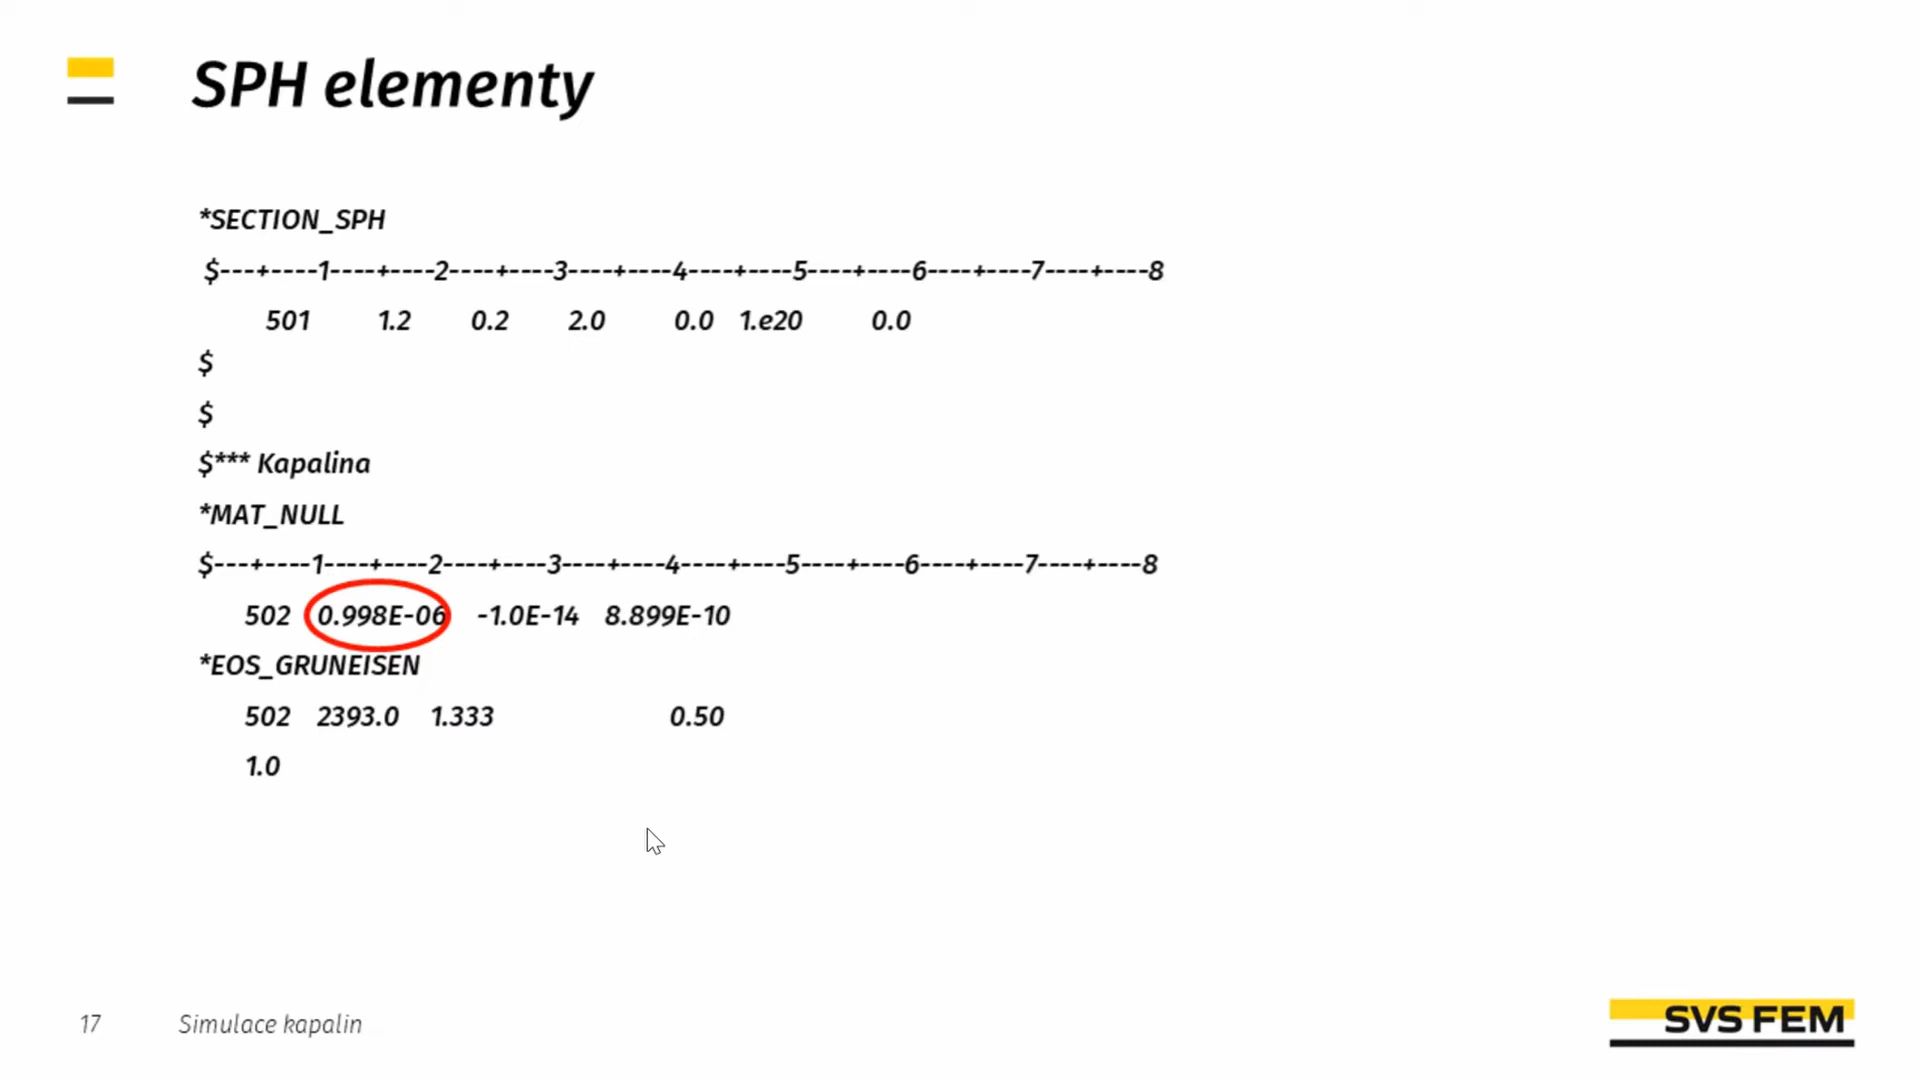 SPH elementy
*SECTION_SPH
$---+----1----+----2----+----3----+----4----+----5----+----6----+----7----+----8
501 1.2 0.2 2.0 0.0 1.e20 0.0
$
$
$*** Kapalina
*MAT_NULL
$---+----1----+----2----+----3----+----4----+----5----+----6----+----7----+----8
502 0.998E-06 -1.0E-14 8.899E-10
*EOS_GRUNEISEN
502 2393.0 1.333 0.50
1.0
17 Simulace kapalin
SVS FEM